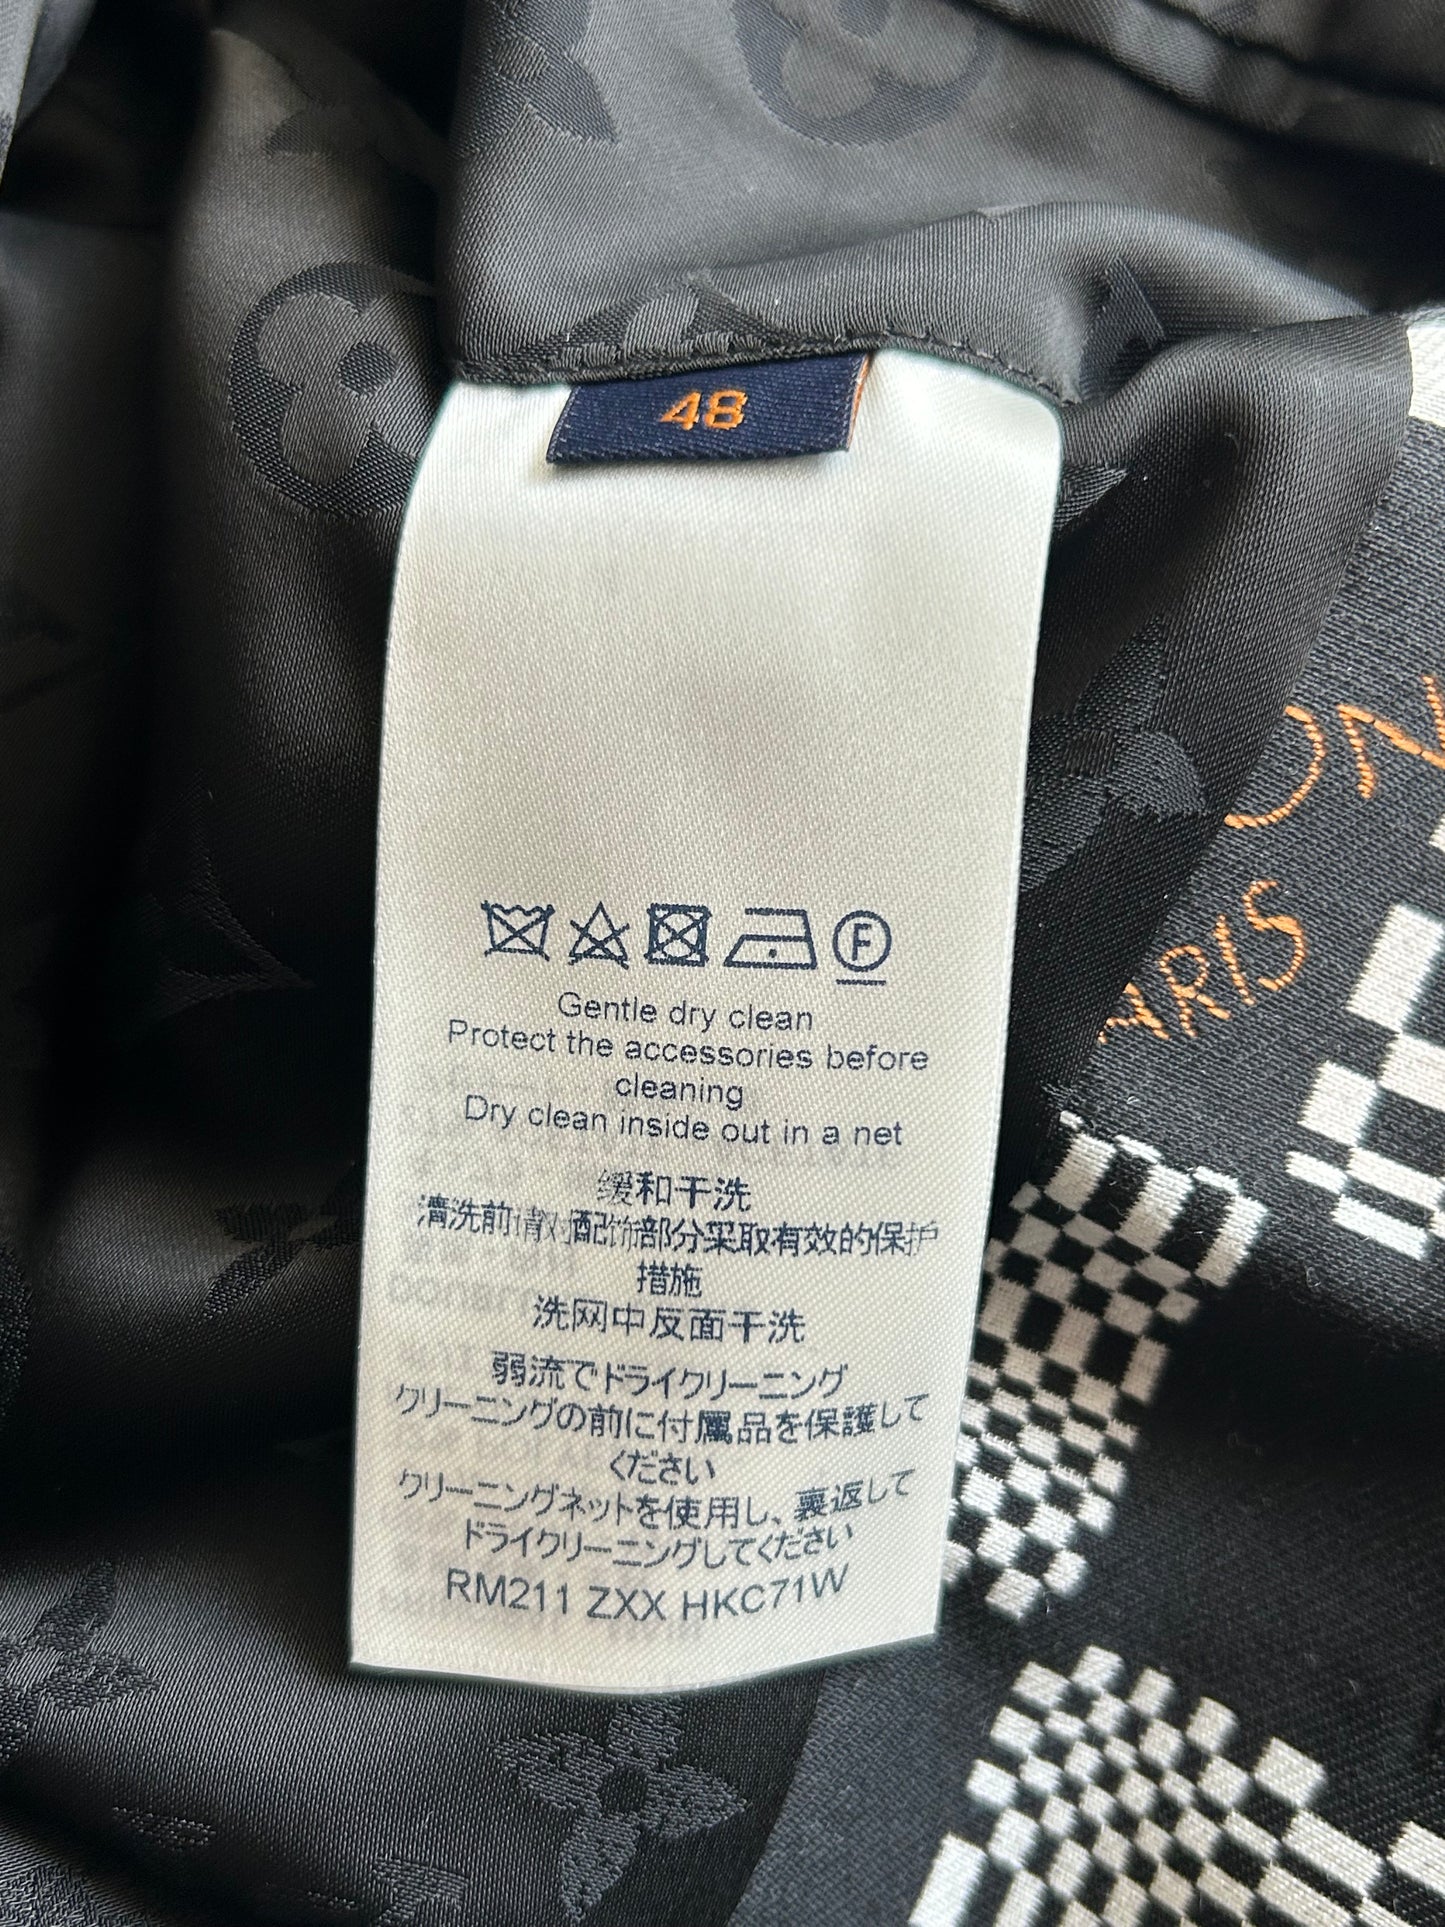 48
F
Gentle dry clean
Protect the accessories before
cleaning
Dry clean inside out in a net
缓和干洗
清洗前请对配饰部分采取有效的保护
措施
洗网中反面干洗
弱流でドライクリーニング
クリーニングの前に付属品を保護して
ください
クリーニングネットを使用し、裏返して
ドライクリーニングしてください
RM211 ZXX HKC71W
ON
ARIS